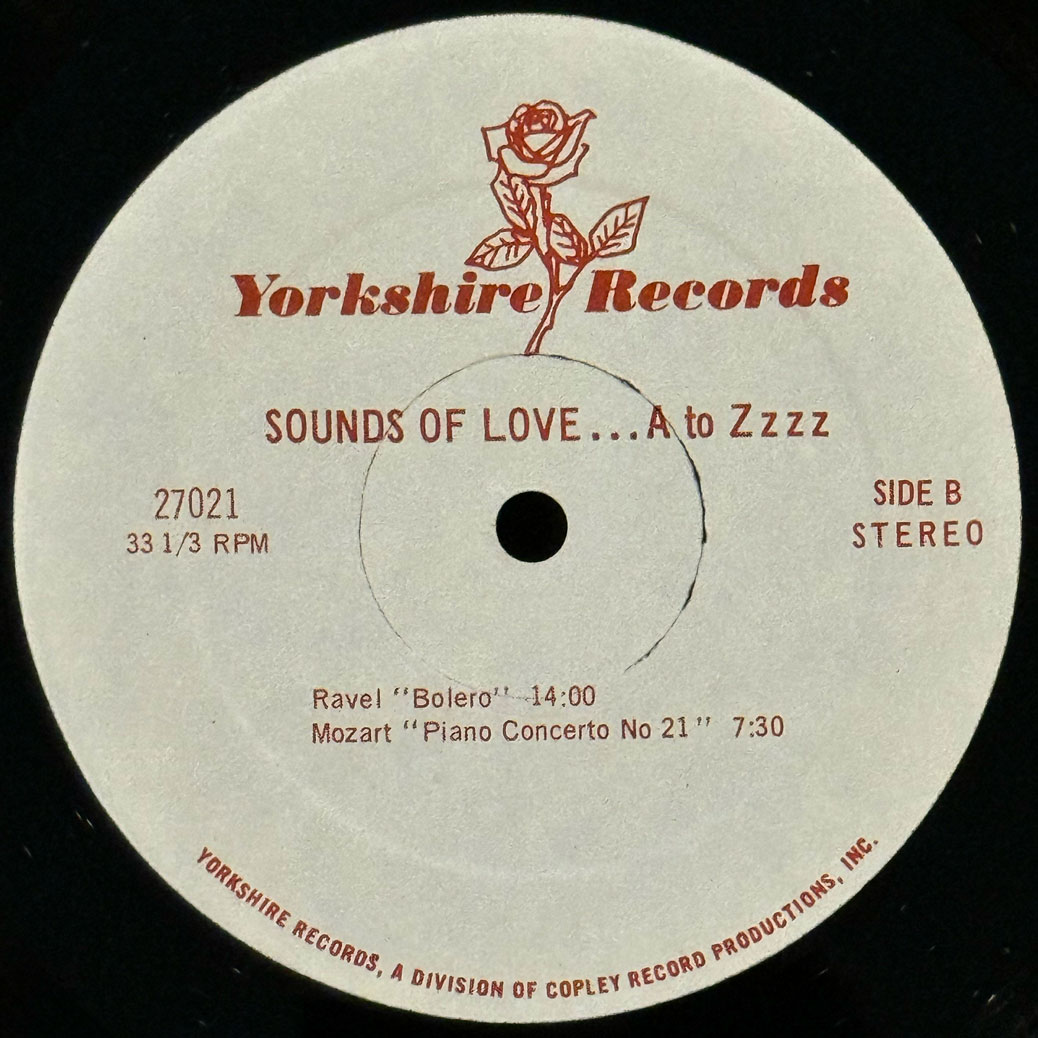 Yorkshire Records
SOUNDS OF LOVE...A to Zzzz
27021
33 1/3 RPM
SIDE B
STEREO
Ravel “Bolero” 14:00
Mozart “Piano Concerto No 21” 7:30
YORKSHIRE RECORDS, A DIVISION OF COPLEY RECORD PRODUCTIONS, INC.